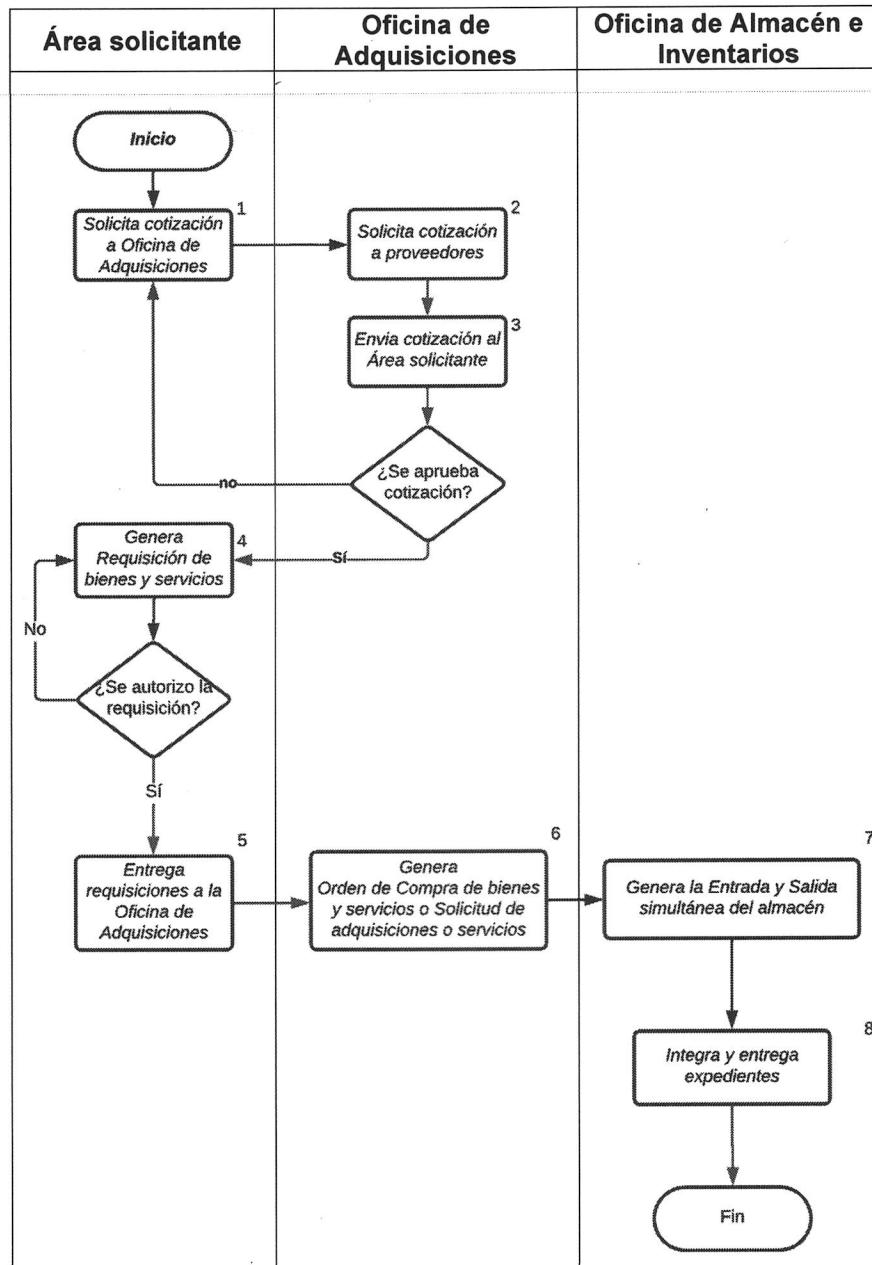 Área solicitante
Oficina de
Adquisiciones
Oficina de Almacén e
Inventarios
Inicio
1
Solicita cotización
a Oficina de
Adquisiciones
2
Solicita cotización
a proveedores
3
Envia cotización al
Área solicitante
¿Se aprueba
cotización?
no
Sí
4
Genera
Requisición de
bienes y servicios
No
¿Se autorizo la
requisición?
Sí
5
Entrega
requisiciones a la
Oficina de
Adquisiciones
6
Genera
Orden de Compra de bienes
y servicios o Solicitud de
adquisiciones o servicios
7
Genera la Entrada y Salida
simultánea del almacén
8
Integra y entrega
expedientes
Fin